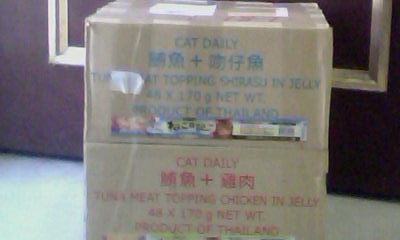 CAT DAILY
鮪魚+吻仔魚
TUNA MEAT TOPPING SHIRASU IN JELLY
48 X 170 g NET WT.
PRODUCT OF THAILAND
CAT DAILY
鮪魚+雞肉
TUNA MEAT TOPPING CHICKEN IN JELLY
48 X 170 g NET WT.
PRODUCT OF THAILAND